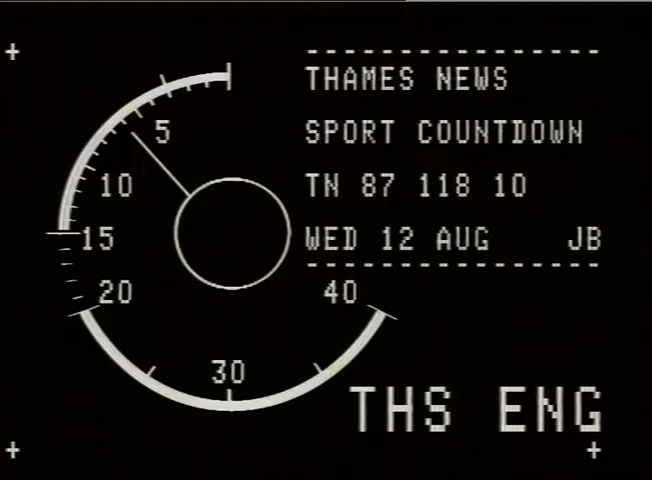 THAMES NEWS
SPORT COUNTDOWN
TN 87 118 10
WED 12 AUG JB
5
10
15
20
30
40
THS ENG